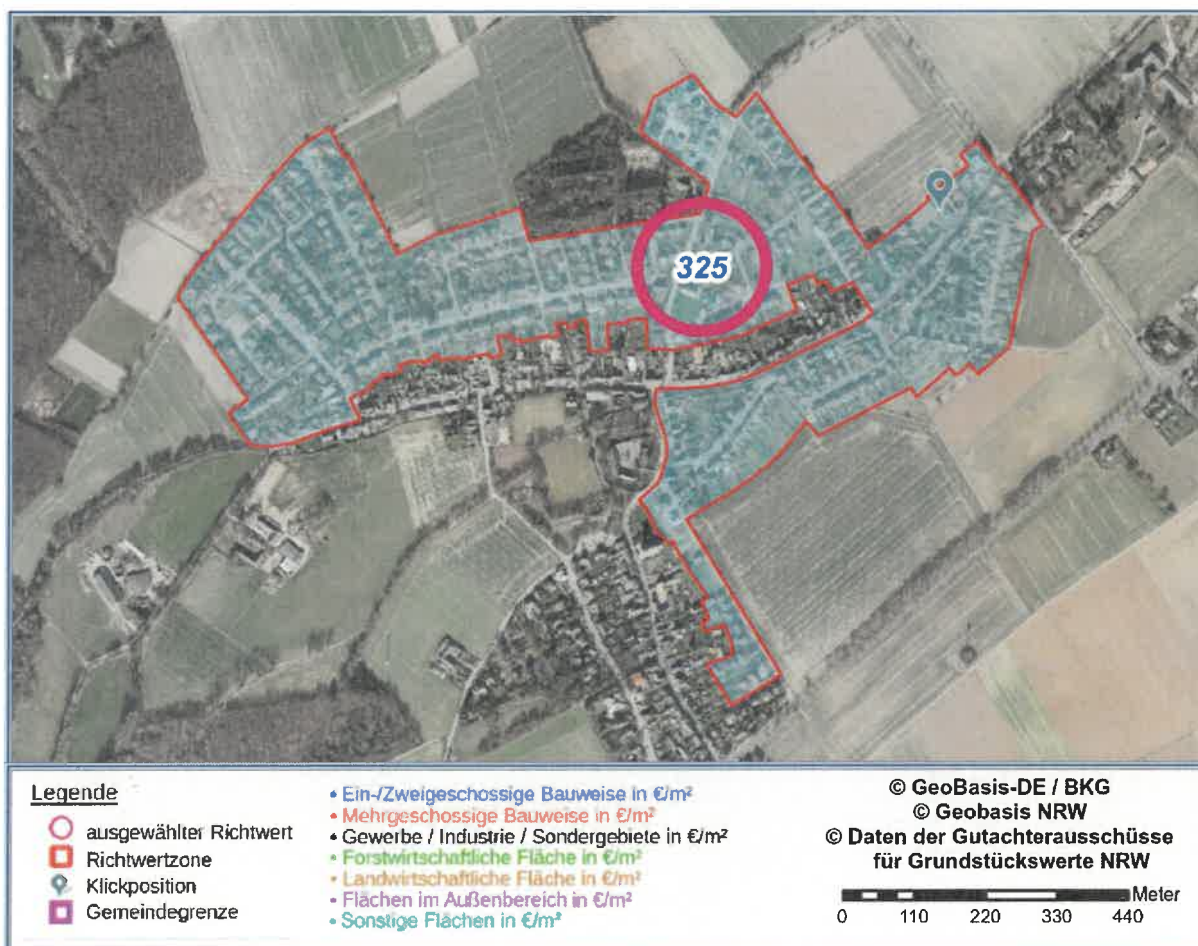 325
Legende
ausgewählter Richtwert
Richtwertzone
Klickposition
Gemeindegrenze
• Ein-/Zweigeschossige Bauweise in €/m²
• Mehrgeschossige Bauweise in €/m²
• Gewerbe / Industrie / Sondergebiete in €/m²
• Forstwirtschaftliche Fläche in €/m²
• Landwirtschaftliche Fläche in €/m²
• Flächen im Außenbereich in €/m²
• Sonstige Flächen in €/m²
© GeoBasis-DE / BKG
© Geobasis NRW
© Daten der Gutachterausschüsse
für Grundstückswerte NRW
Meter
0 110 220 330 440